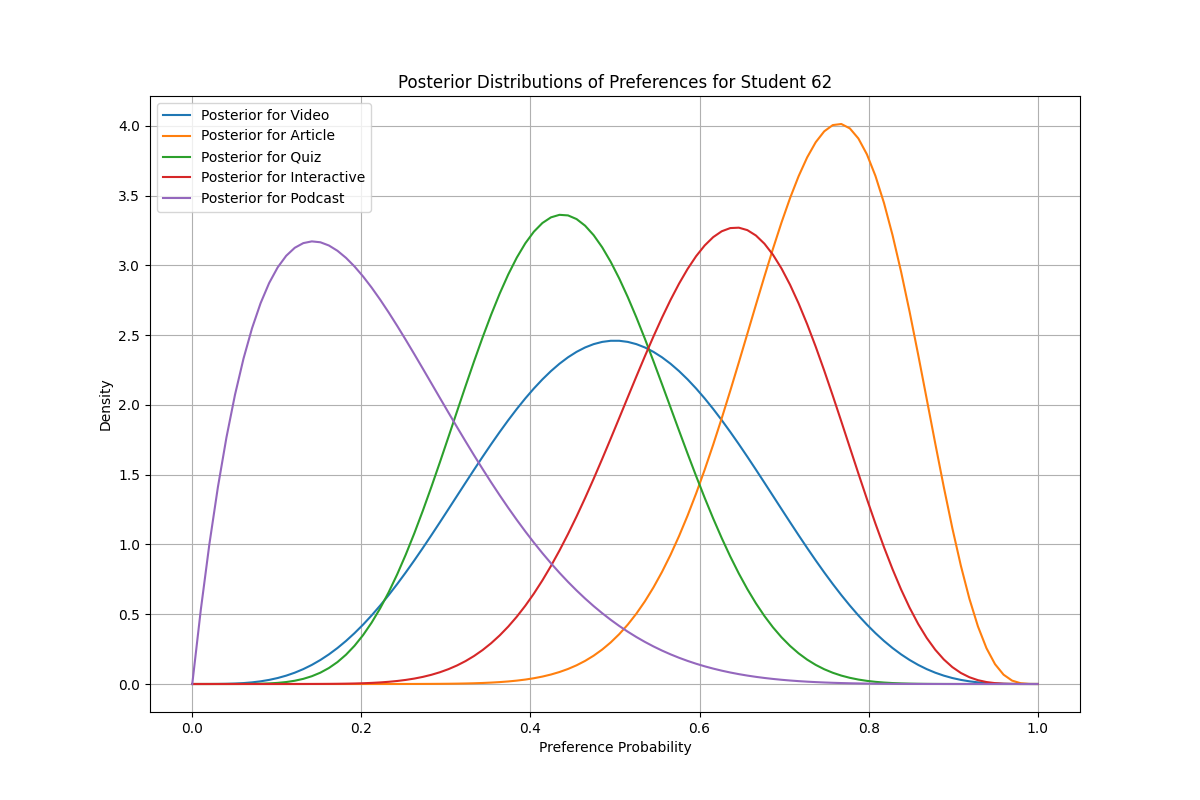 Posterior Distributions of Preferences for Student 62
Posterior for Video
Posterior for Article
Posterior for Quiz
Posterior for Interactive
Posterior for Podcast
Density
4.0
3.5
3.0
2.5
2.0
1.5
1.0
0.5
0.0
0.0 0.2 0.4 0.6 0.8 1.0
Preference Probability